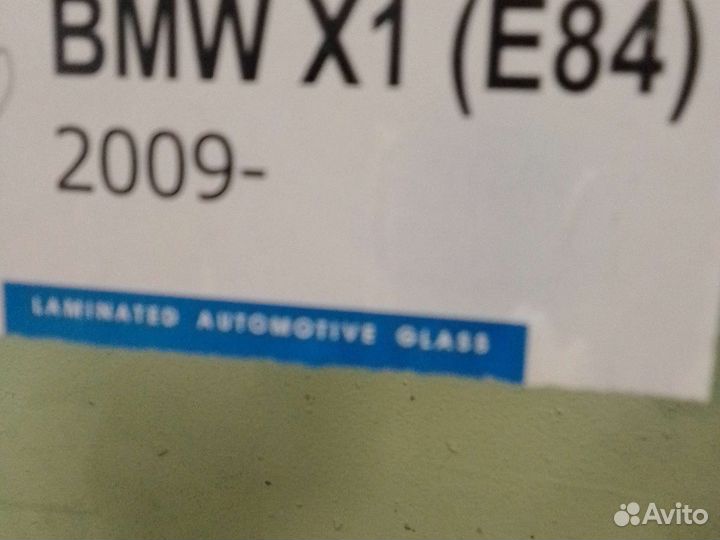 BMW X1 (E84)
2009-
LAMINATED AUTOMOTIVE GLASS
Avito